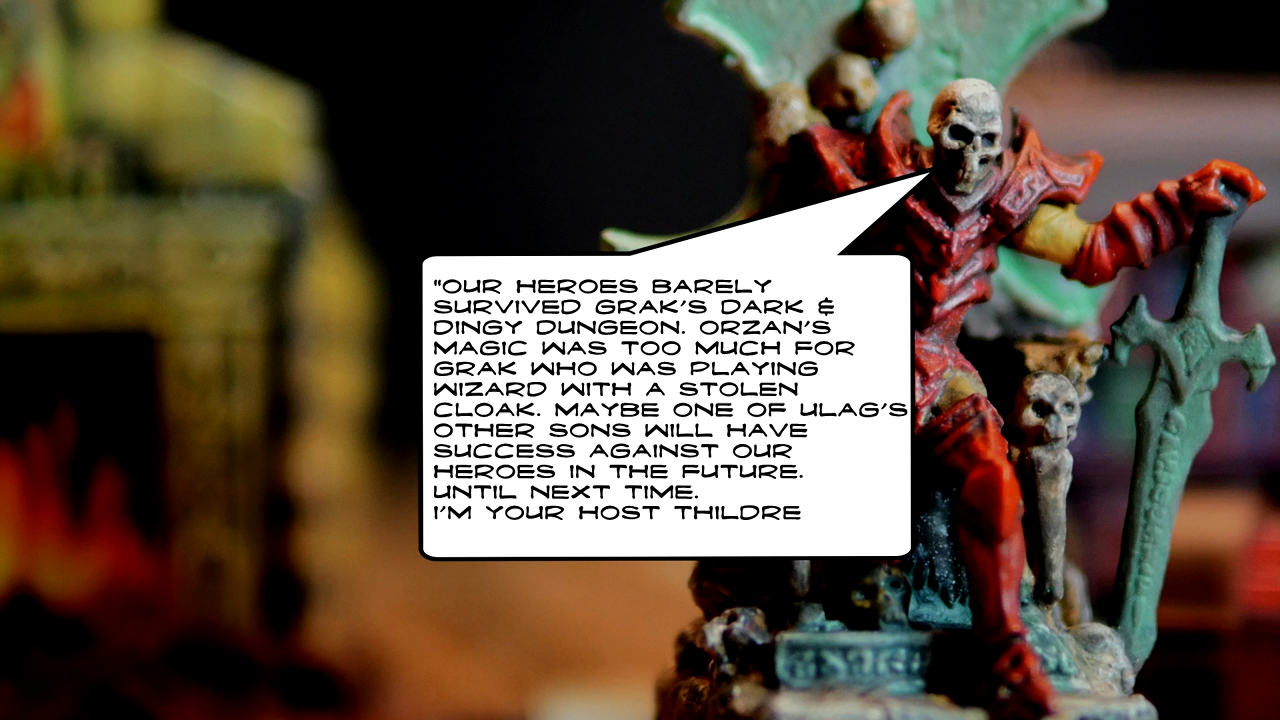 "OUR HEROES BARELY
SURVIVED GRAK'S DARK &
DINGY DUNGEON. ORZAN'S
MAGIC WAS TOO MUCH FOR
GRAK WHO WAS PLAYING
WIZARD WITH A STOLEN
CLOAK. MAYBE ONE OF ULAG'S
OTHER SONS WILL HAVE
SUCCESS AGAINST OUR
HEROES IN THE FUTURE.
UNTIL NEXT TIME.
I'M YOUR HOST THILDRE